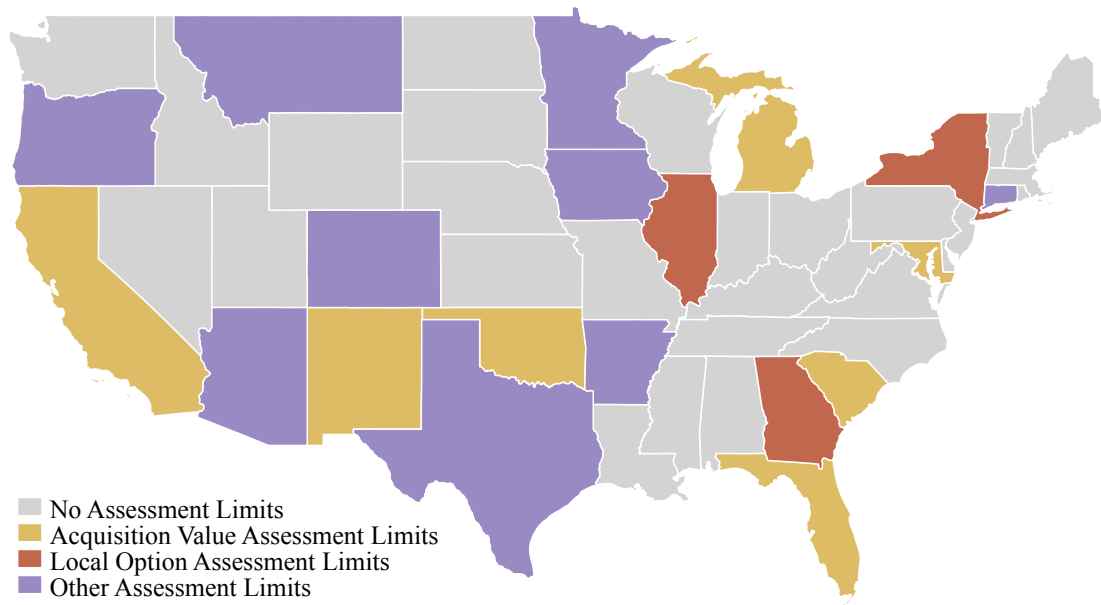 No Assessment Limits
Acquisition Value Assessment Limits
Local Option Assessment Limits
Other Assessment Limits